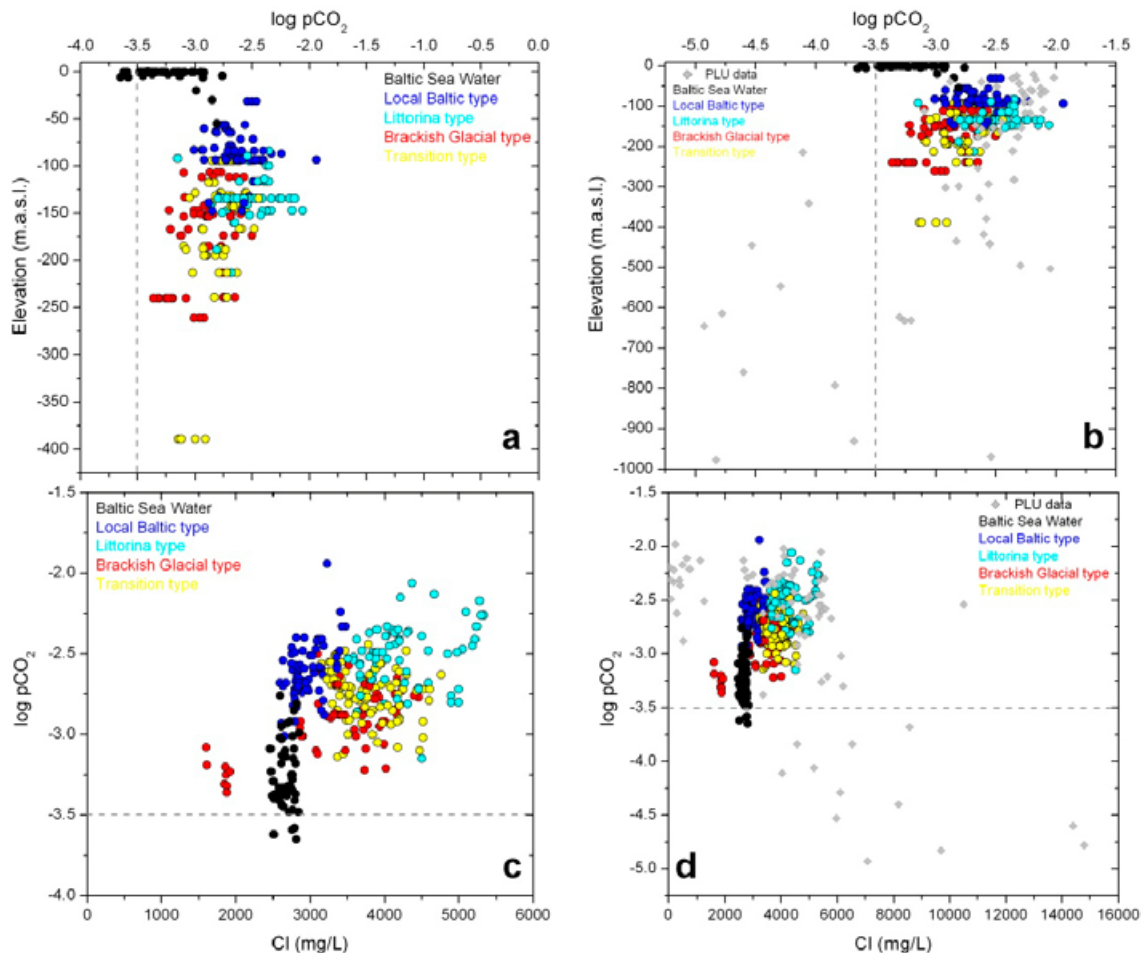 log pCO2
-4.0 -3.5 -3.0 -2.5 -2.0 -1.5 -1.0 -0.5 0.0
Elevation (m.a.s.l.)
0
-50
-100
-150
-200
-250
-300
-350
-400
Baltic Sea Water
Local Baltic type
Littorina type
Brackish Glacial type
Transition type
a
log pCO2
-5.0 -4.5 -4.0 -3.5 -3.0 -2.5 -2.0 -1.5
Elevation (m.a.s.l.)
0
-100
-200
-300
-400
-500
-600
-700
-800
-900
-1000
PLU data
Baltic Sea Water
Local Baltic type
Littorina type
Brackish Glacial type
Transition type
b
log pCO2
-1.5
-2.0
-2.5
-3.0
-3.5
-4.0
Baltic Sea Water
Local Baltic type
Littorina type
Brackish Glacial type
Transition type
c
0 1000 2000 3000 4000 5000 6000
Cl (mg/L)
log pCO2
-1.5
-2.0
-2.5
-3.0
-3.5
-4.0
-4.5
-5.0
PLU data
Baltic Sea Water
Local Baltic type
Littorina type
Brackish Glacial type
Transition type
d
0 2000 4000 6000 8000 10000 12000 14000 16000
Cl (mg/L)